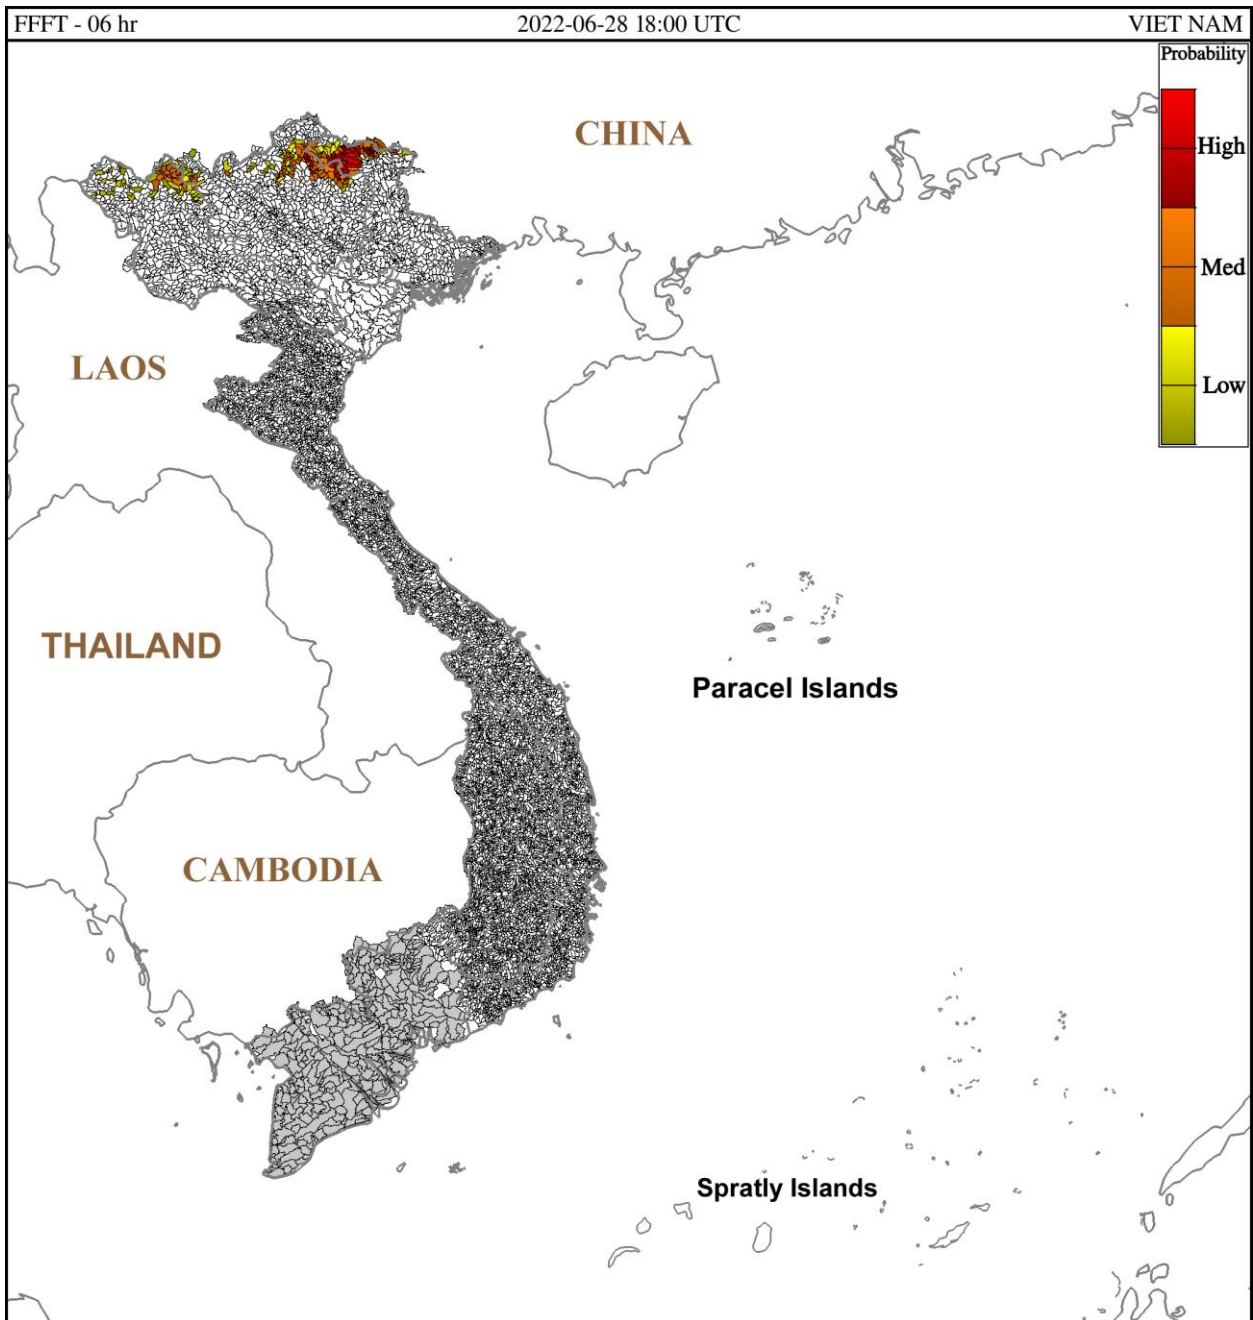 FFFT - 06 hr 2022-06-28 18:00 UTC VIET NAM
Probability
CHINA
High
Med
LAOS
Low
THAILAND
Paracel Islands
CAMBODIA
Spratly Islands